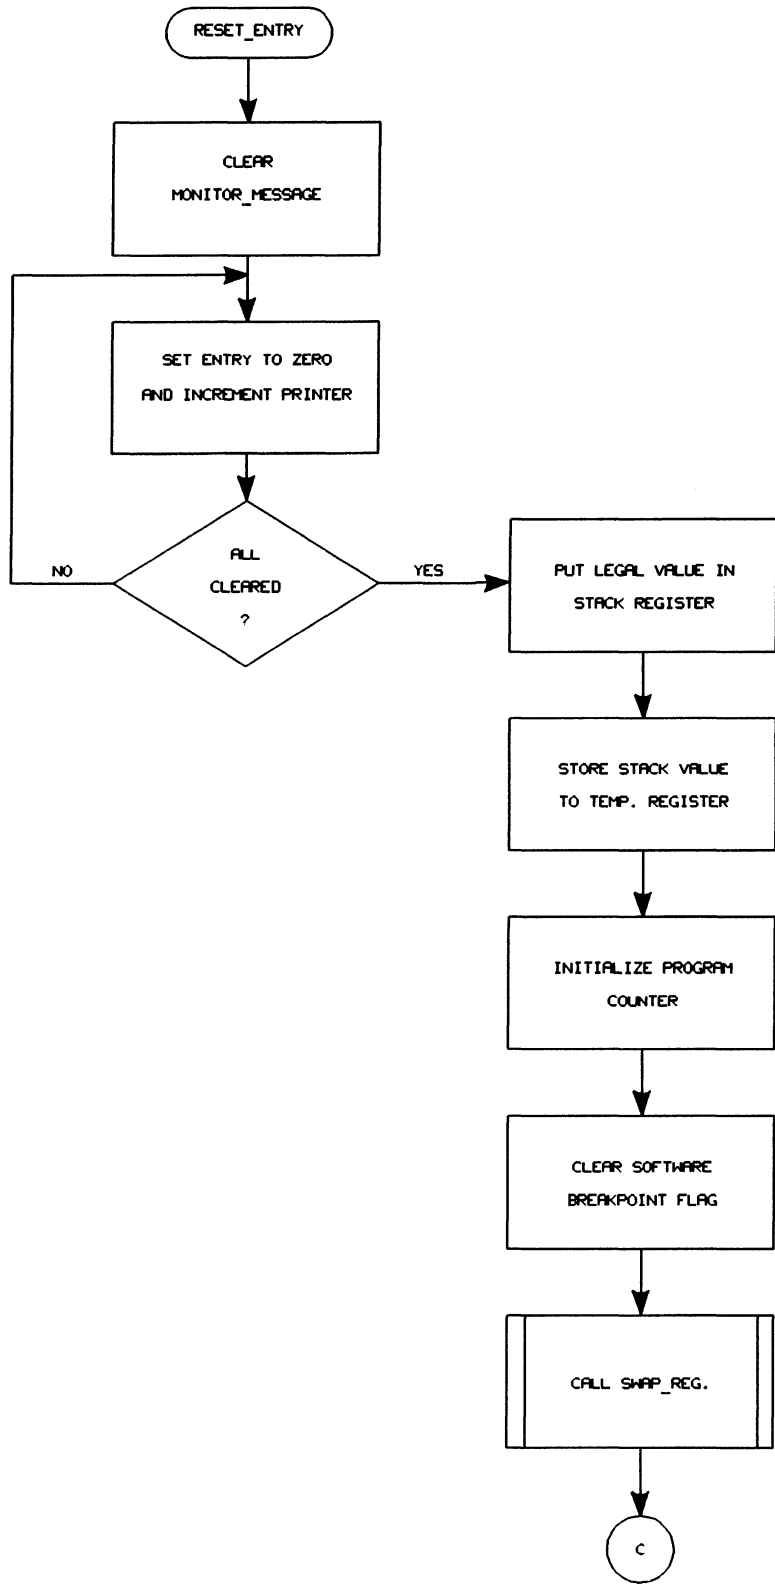 RESET_ENTRY
CLEAR
MONITOR_MESSAGE
SET ENTRY TO ZERO
AND INCREMENT PRINTER
ALL
CLEARED
?
NO
YES
PUT LEGAL VALUE IN
STACK REGISTER
STORE STACK VALUE
TO TEMP. REGISTER
INITIALIZE PROGRAM
COUNTER
CLEAR SOFTWARE
BREAKPOINT FLAG
CALL SWAP_REG.
C